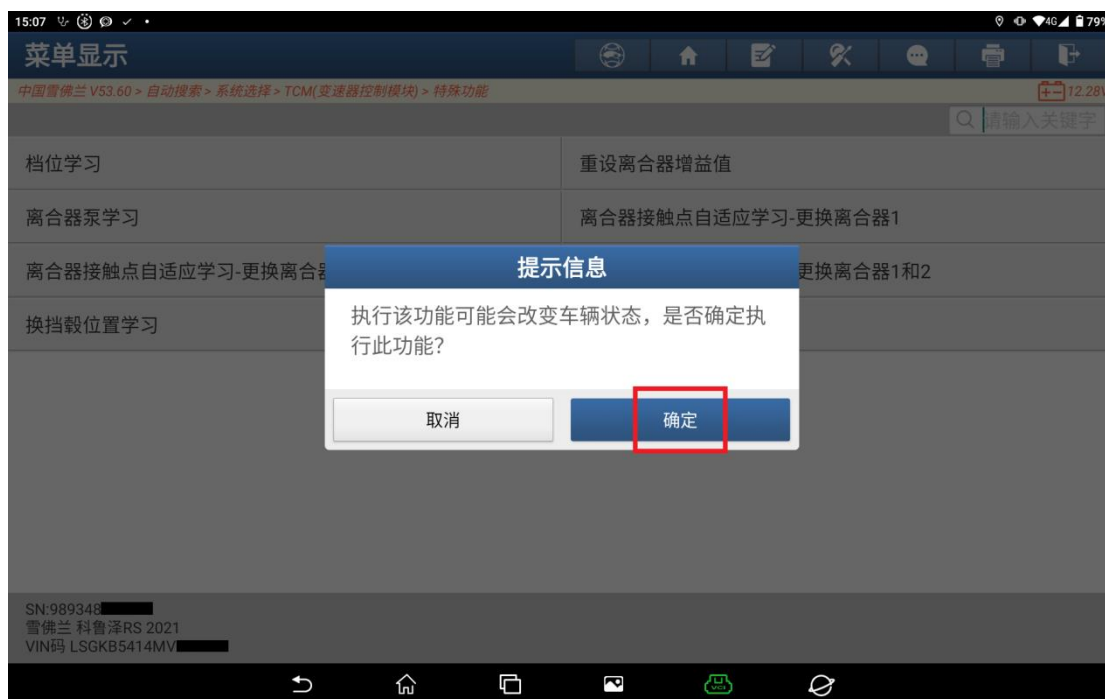 15:07
4G 79%
菜单显示
中国雪佛兰 V53.60 > 自动搜索 > 系统选择 > TCM(变速器控制模块) > 特殊功能
12.28V
请输入关键字
档位学习
重设离合器增益值
离合器泵学习
离合器接触点自适应学习-更换离合器1
离合器接触点自适应学习-更换离合器
更换离合器1和2
换挡毂位置学习
提示信息
执行该功能可能会改变车辆状态，是否确定执
行此功能？
取消
确定
SN:989348
雪佛兰 科鲁泽RS 2021
VIN码 LSGKB5414MV
VCI